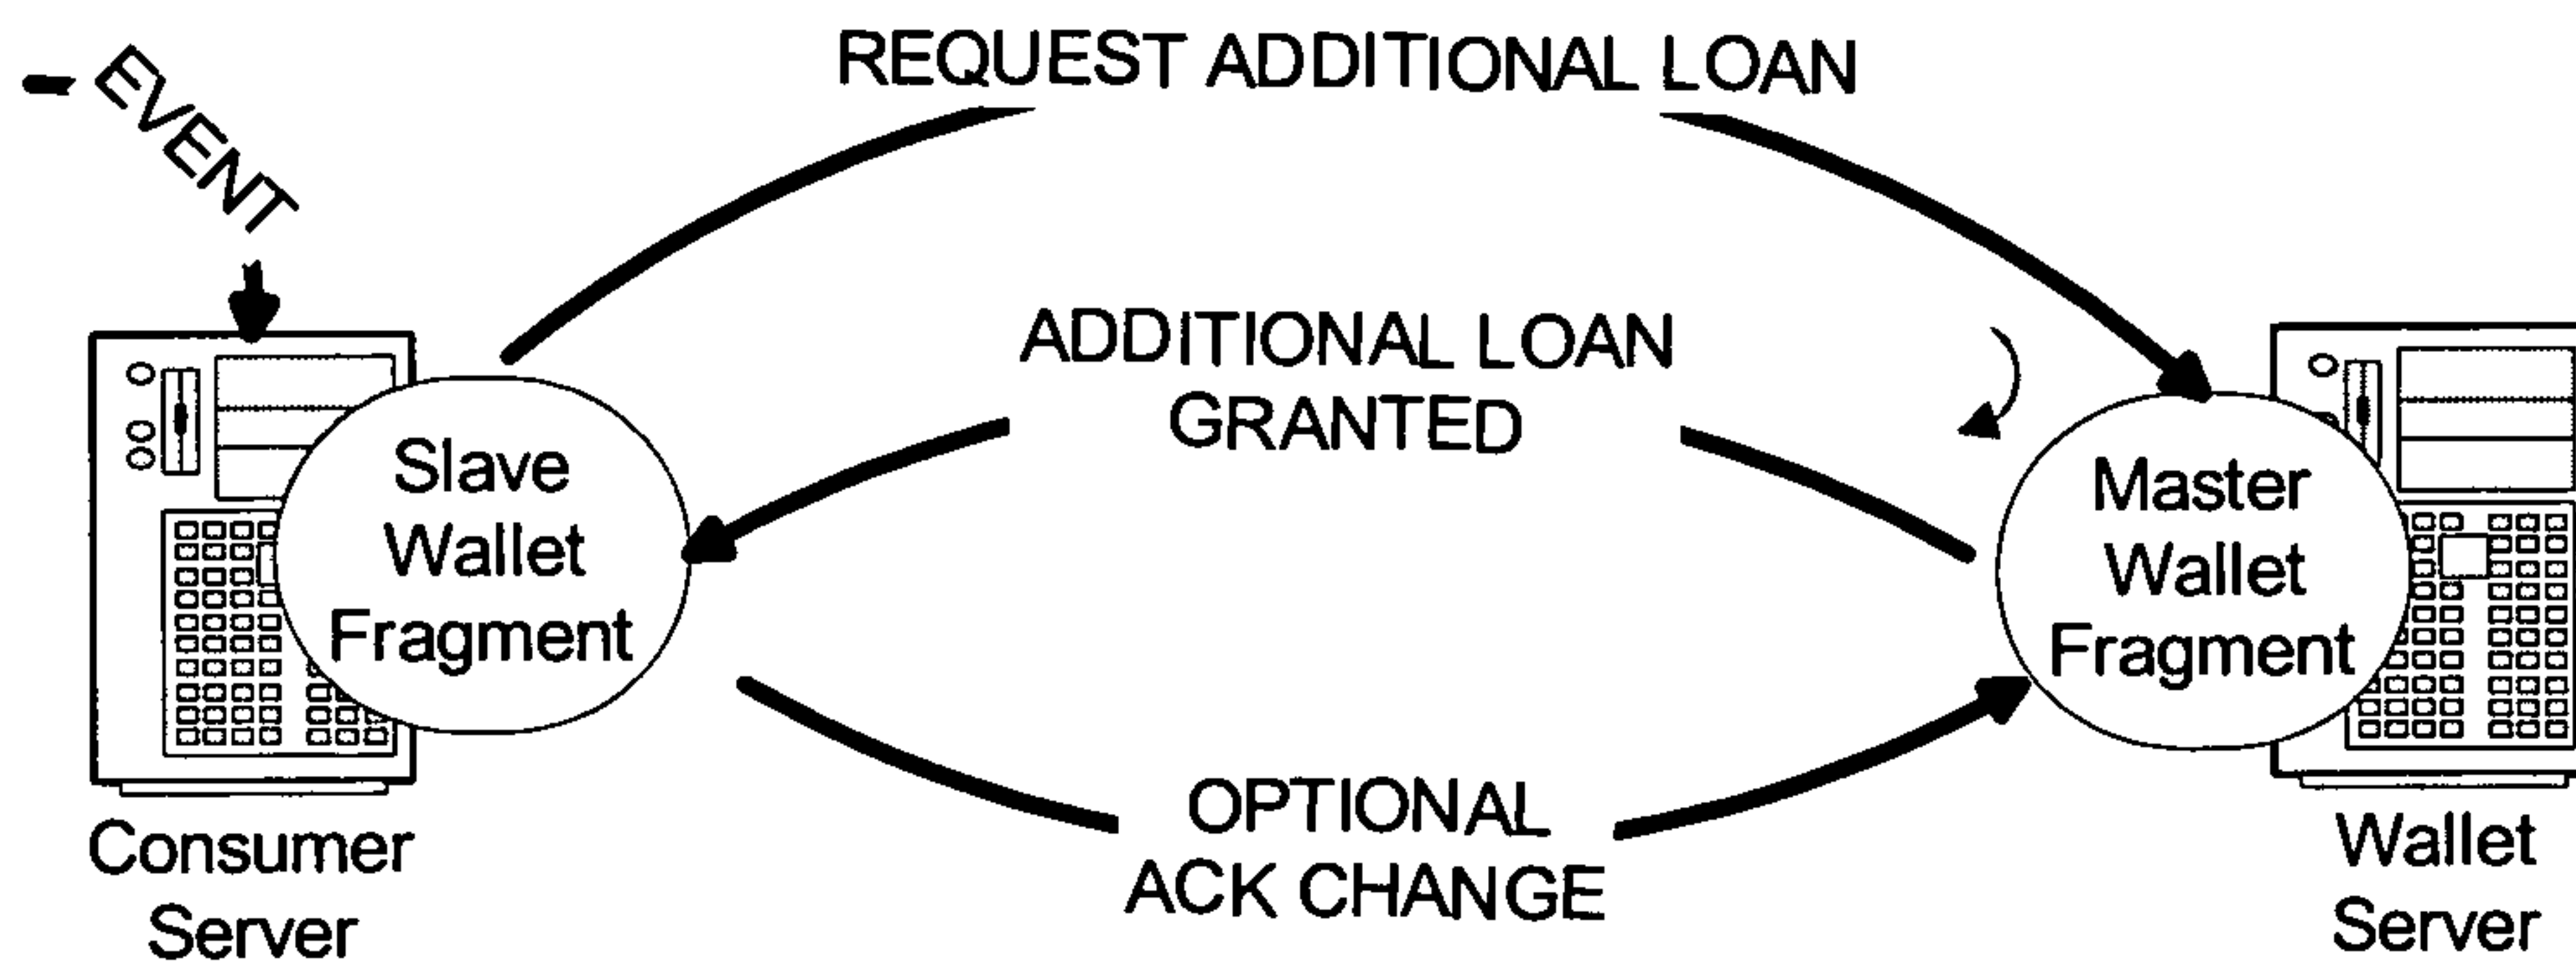 EVENT
REQUEST ADDITIONAL LOAN
ADDITIONAL LOAN
GRANTED
Slave
Wallet
Fragment
Master
Wallet
Fragment
OPTIONAL
ACK CHANGE
Consumer
Server
Wallet
Server